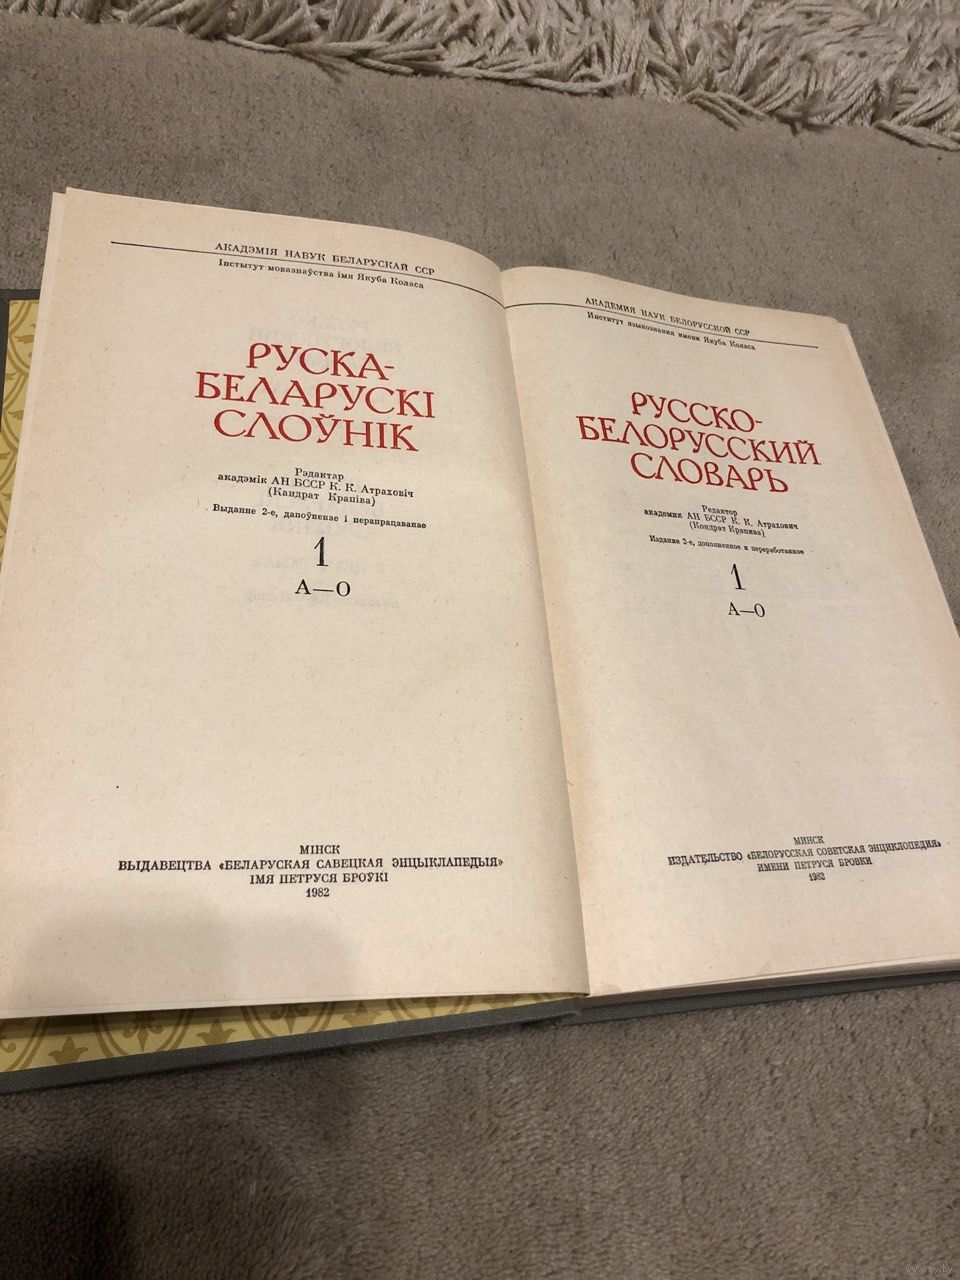 АКАДЭМІЯ НАВУК БЕЛАРУСКАЙ ССР
Інстытут мовазнаўства імя Якуба Коласа
РУСКА-
БЕЛАРУСКІ
СЛОЎНІК
Рэдактар
акадэмік АН БССР К. К. Атраховіч
(Кандрат Крапіва)
Выданне 2-е, дапоўненае і перапрацаванае
1
А—О
МІНСК
ВЫДАВЕЦТВА «БЕЛАРУСКАЯ САВЕЦКАЯ ЭНЦЫКЛАПЕДЫЯ»
ІМЯ ПЕТРУСЯ БРОЎКІ
1982
АКАДЕМИЯ НАУК БЕЛОРУССКОЙ ССР
Институт языкознания имени Якуба Коласа
РУССКО-
БЕЛОРУССКИЙ
СЛОВАРЬ
Редактор
академик АН БССР К. К. Атрахович
(Кондрат Крапива)
Издание 2-е, дополненное и переработанное
1
А—О
МИНСК
ИЗДАТЕЛЬСТВО «БЕЛОРУССКАЯ СОВЕТСКАЯ ЭНЦИКЛОПЕДИЯ»
ИМЕНИ ПЕТРУСЯ БРОВКИ
1982